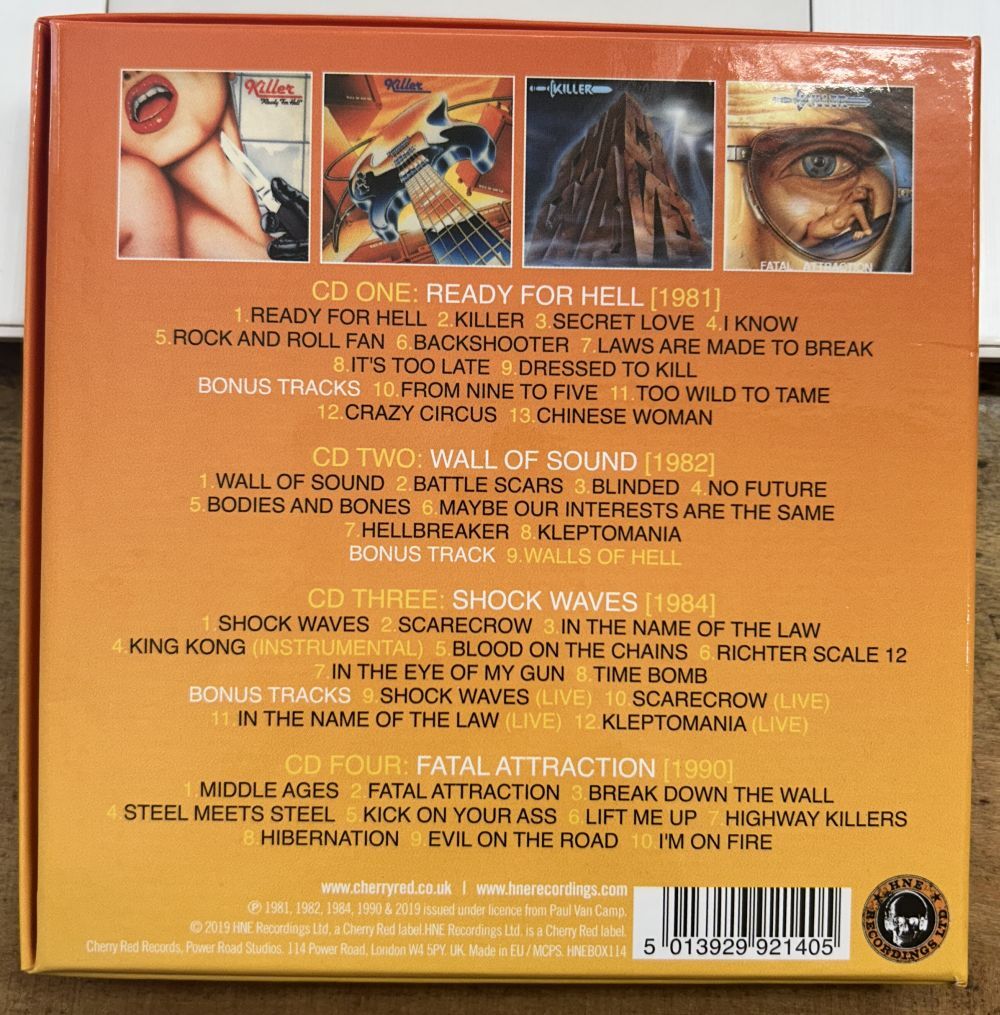 Killer
"Ready For Hell"
Killer
KILLER
KILLER
FATAL ATTRACTION
CD ONE: READY FOR HELL [1981]
1.READY FOR HELL 2.KILLER 3.SECRET LOVE 4.I KNOW
5.ROCK AND ROLL FAN 6.BACKSHOOTER 7.LAWS ARE MADE TO BREAK
8.IT'S TOO LATE 9.DRESSED TO KILL
BONUS TRACKS 10.FROM NINE TO FIVE 11.TOO WILD TO TAME
12.CRAZY CIRCUS 13.CHINESE WOMAN
CD TWO: WALL OF SOUND [1982]
1.WALL OF SOUND 2.BATTLE SCARS 3.BLINDED 4.NO FUTURE
5.BODIES AND BONES 6.MAYBE OUR INTERESTS ARE THE SAME
7.HELLBREAKER 8.KLEPTOMANIA
BONUS TRACK 9.WALLS OF HELL
CD THREE: SHOCK WAVES [1984]
1.SHOCK WAVES 2.SCARECROW 3.IN THE NAME OF THE LAW
4.KING KONG (INSTRUMENTAL) 5.BLOOD ON THE CHAINS 6.RICHTER SCALE 12
7.IN THE EYE OF MY GUN 8.TIME BOMB
BONUS TRACKS 9.SHOCK WAVES (LIVE) 10.SCARECROW (LIVE)
11.IN THE NAME OF THE LAW (LIVE) 12.KLEPTOMANIA (LIVE)
CD FOUR: FATAL ATTRACTION [1990]
1.MIDDLE AGES 2.FATAL ATTRACTION 3.BREAK DOWN THE WALL
4.STEEL MEETS STEEL 5.KICK ON YOUR ASS 6.LIFT ME UP 7.HIGHWAY KILLERS
8.HIBERNATION 9.EVIL ON THE ROAD 10.I'M ON FIRE
www.cherryred.co.uk | www.hnerecordings.com
℗ 1981, 1982, 1984, 1990 & 2019 issued under licence from Paul Van Camp.
© 2019 HNE Recordings Ltd, a Cherry Red label.HNE Recordings Ltd. is a Cherry Red label.
Cherry Red Records, Power Road Studios. 114 Power Road, London W4 5PY. UK. Made in EU / MCPS. HNEBOX114
5 013929 921405
HNE RECORDINGS LTD